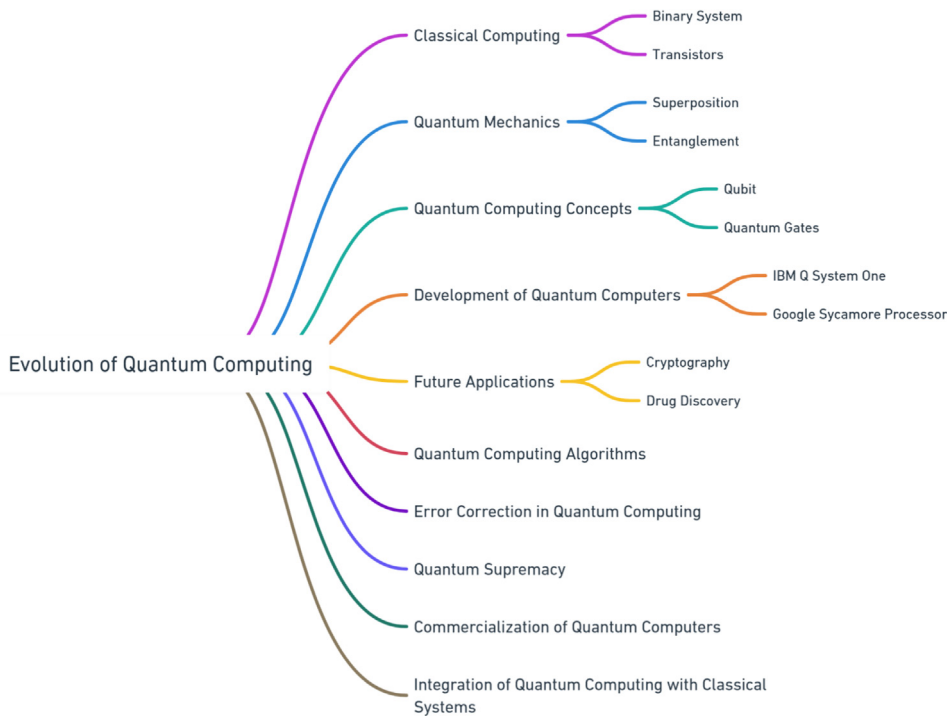 Classical Computing
Binary System
Transistors
Quantum Mechanics
Superposition
Entanglement
Quantum Computing Concepts
Qubit
Quantum Gates
Development of Quantum Computers
IBM Q System One
Google Sycamore Processor
Evolution of Quantum Computing
Future Applications
Cryptography
Drug Discovery
Quantum Computing Algorithms
Error Correction in Quantum Computing
Quantum Supremacy
Commercialization of Quantum Computers
Integration of Quantum Computing with Classical
Systems